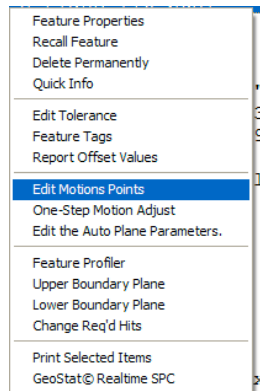 Feature Properties
Recall Feature
Delete Permanently
Quick Info
Edit Tolerance
Feature Tags
Report Offset Values
Edit Motions Points
One-Step Motion Adjust
Edit the Auto Plane Parameters.
Feature Profiler
Upper Boundary Plane
Lower Boundary Plane
Change Req'd Hits
Print Selected Items
GeoStat© Realtime SPC